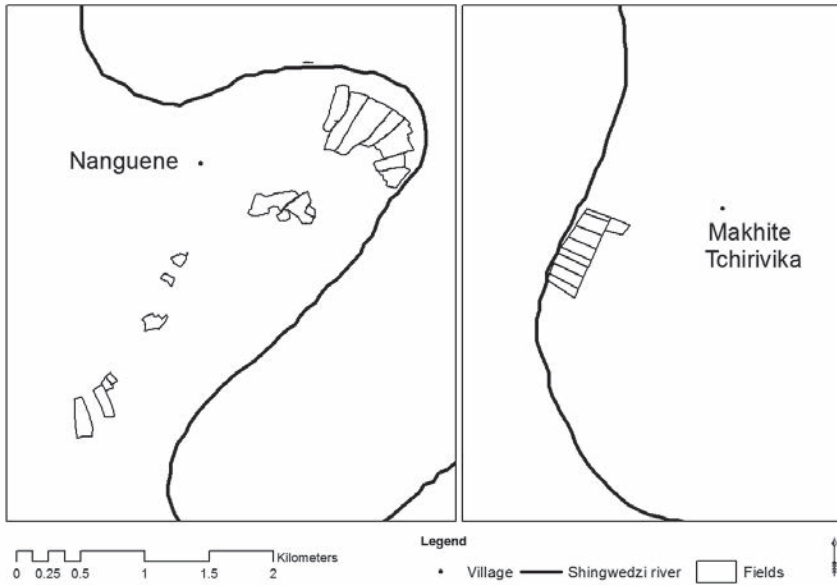 Nanguene
Makhite
Tchirivika
Legend
Kilometers
0 0.25 0.5 1 1.5 2
Village Shingwedzi river Fields